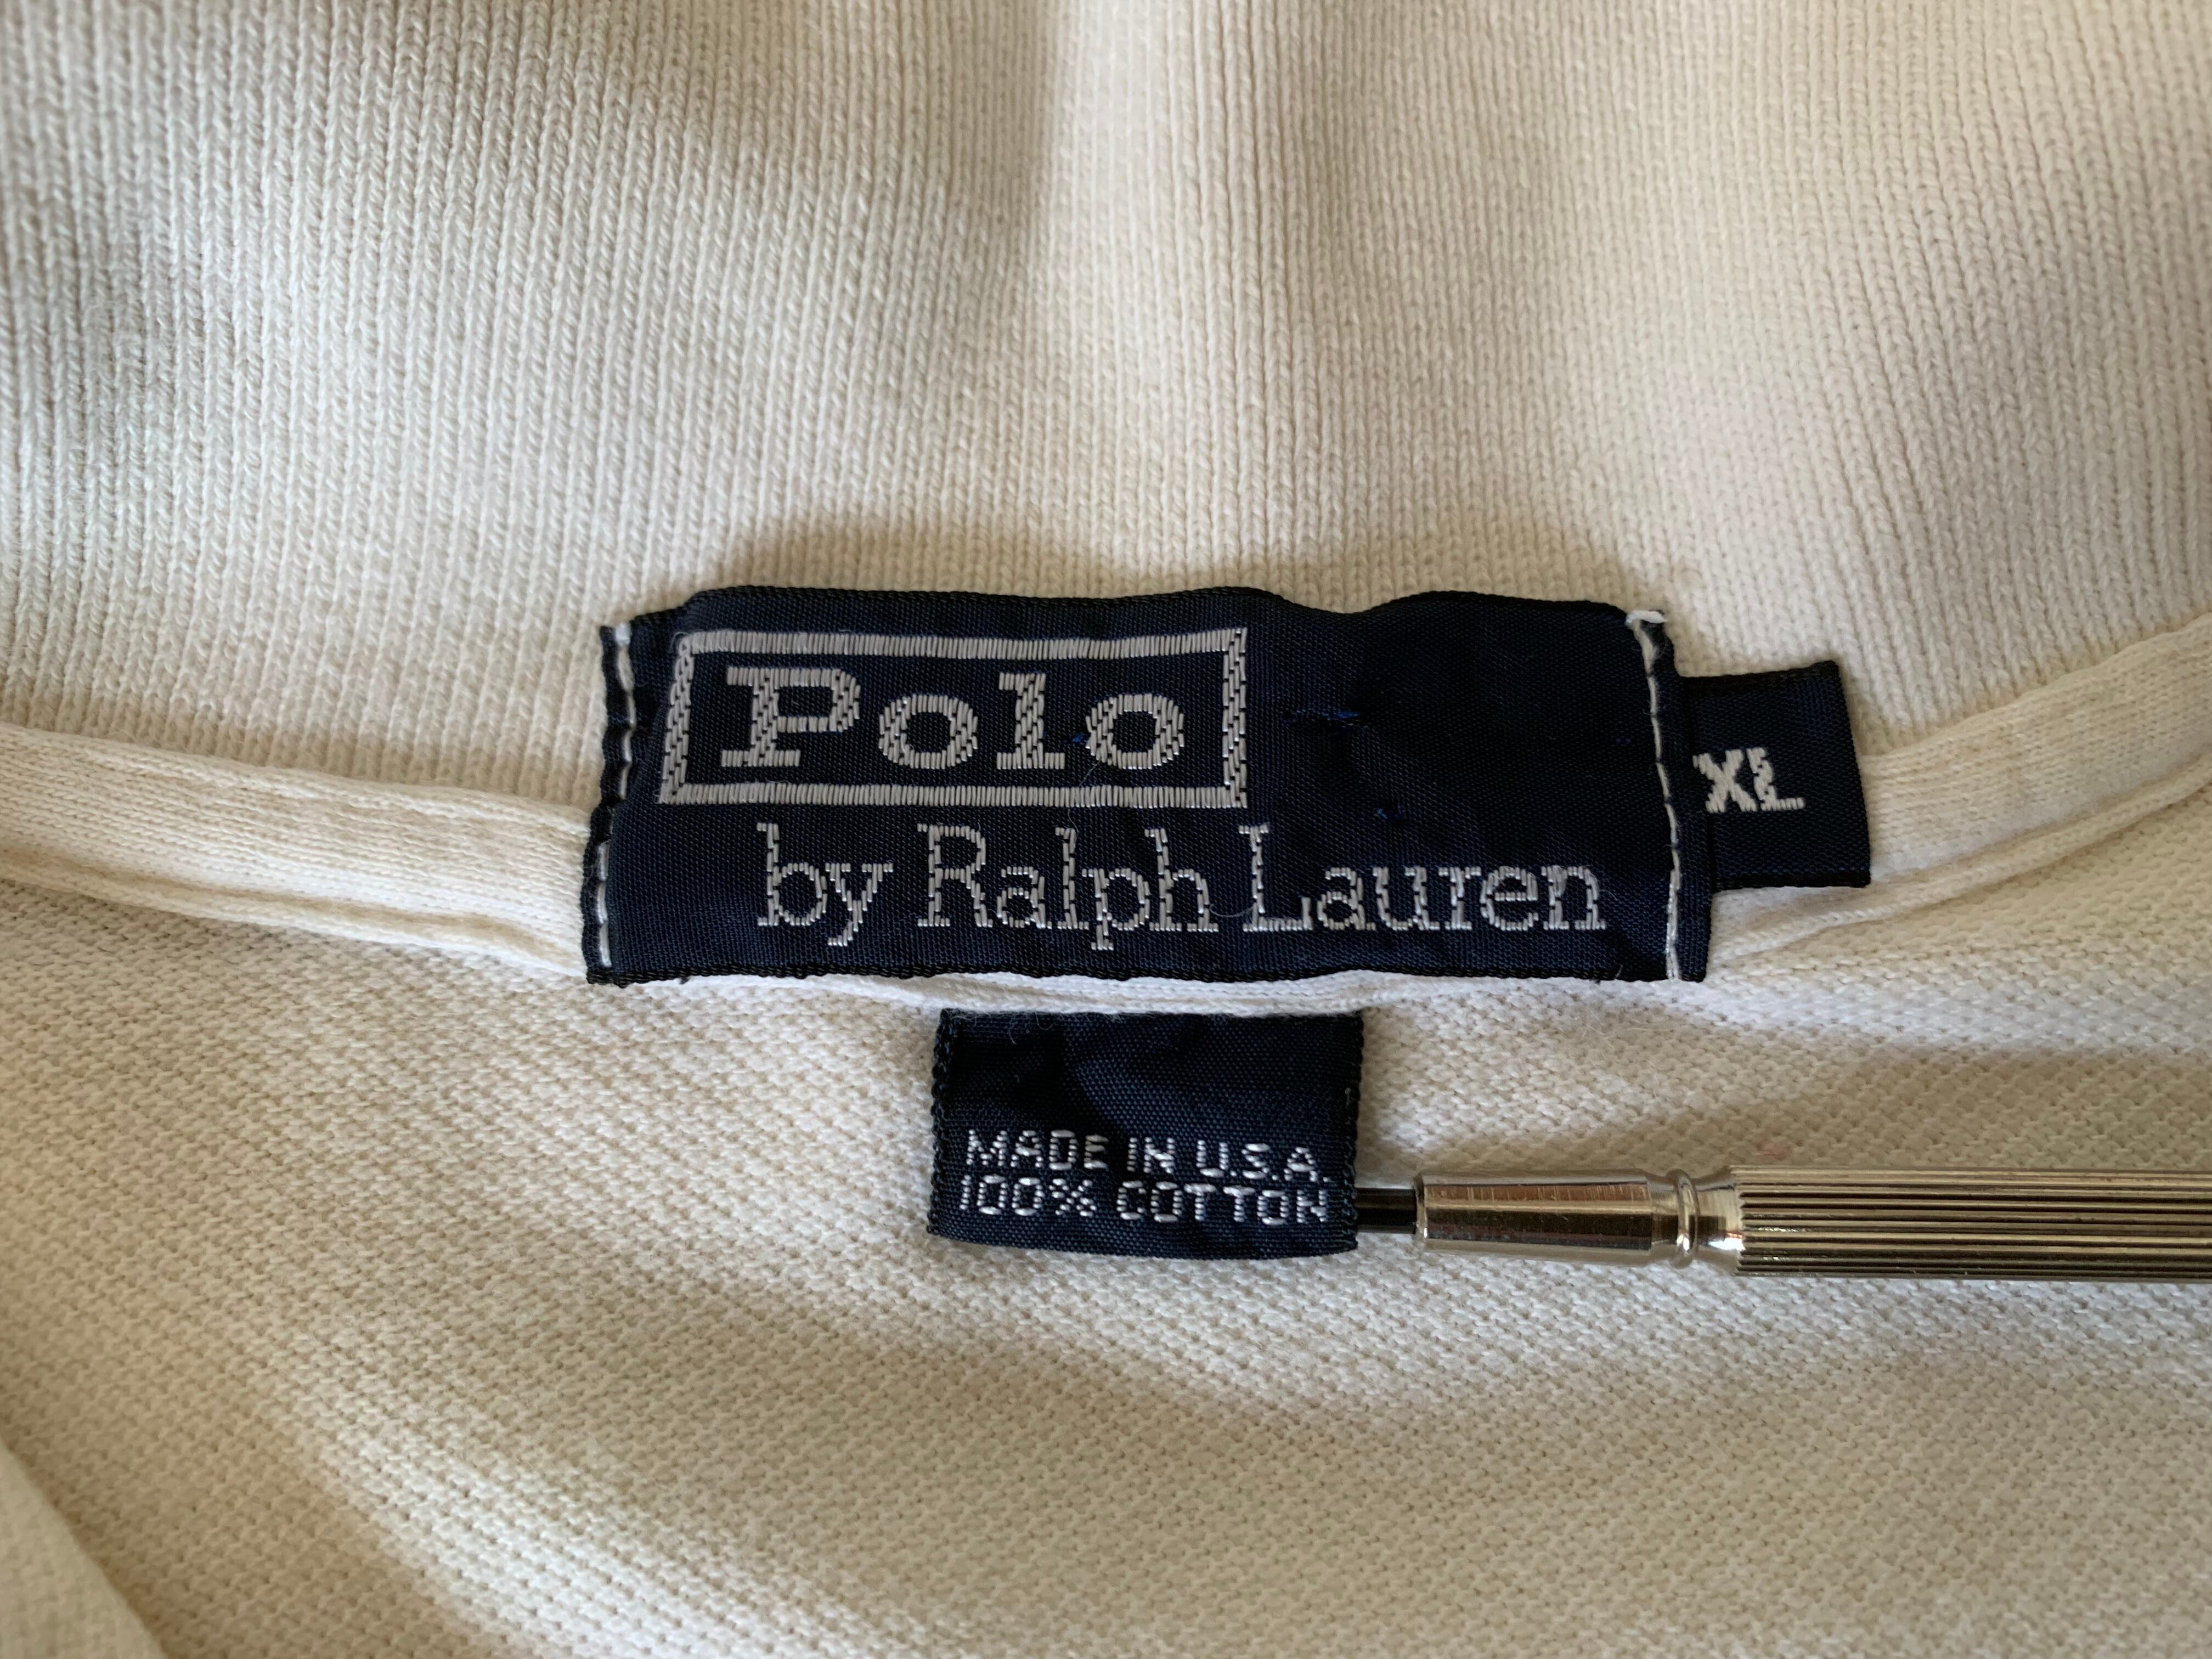 Polo
by Ralph Lauren
XL
MADE IN U.S.A.
100% COTTON